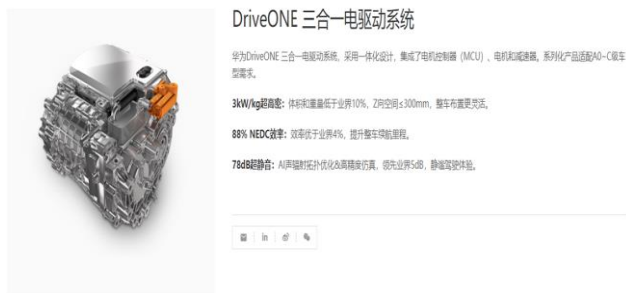 DriveONE 三合一电驱动系统
华为DriveONE 三合一电驱动系统，采用一体化设计，集成了电机控制器（MCU）、电机和减速器，系列化产品适配A0~C级车
型需求。
3kW/kg超高密：体积和重量低于业界10%，Z向空间≤300mm，整车布置更灵活。
88% NEDC效率：效率优于业界4%，提升整车续航里程。
78dB超静音：AI声辐射拓扑优化&高精度仿真，领先业界5dB，静谧驾驶体验。
in